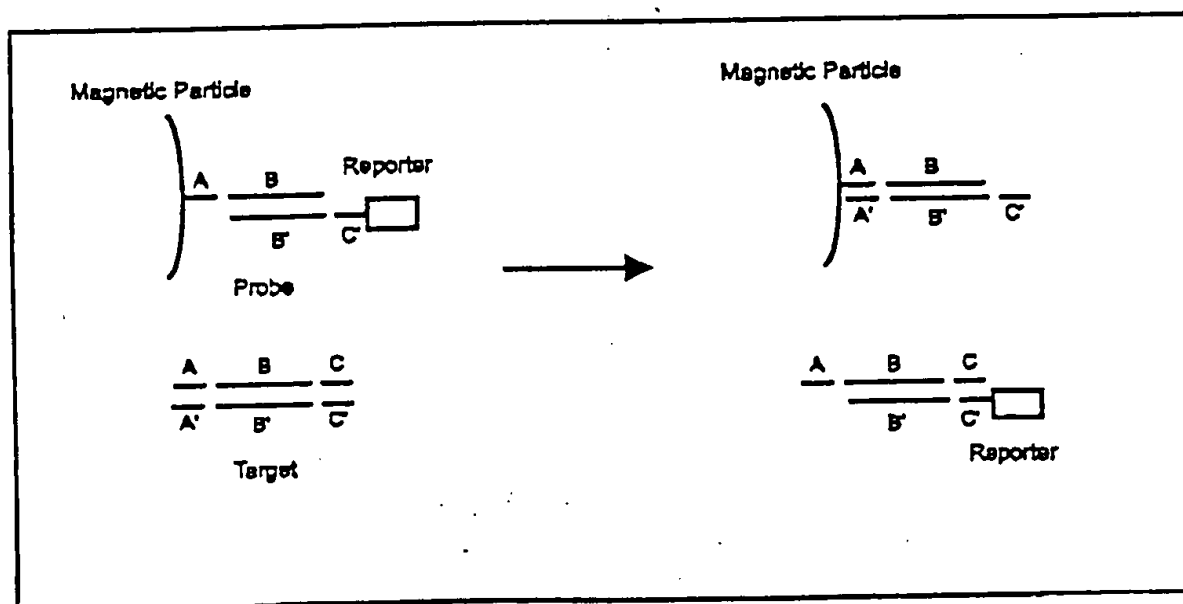 Magnetic Particle
A B Reporter
B' C'
Probe
A B C
A' B' C'
Target
Magnetic Particle
A B
A' B' C'
A B C
B' C'
Reporter